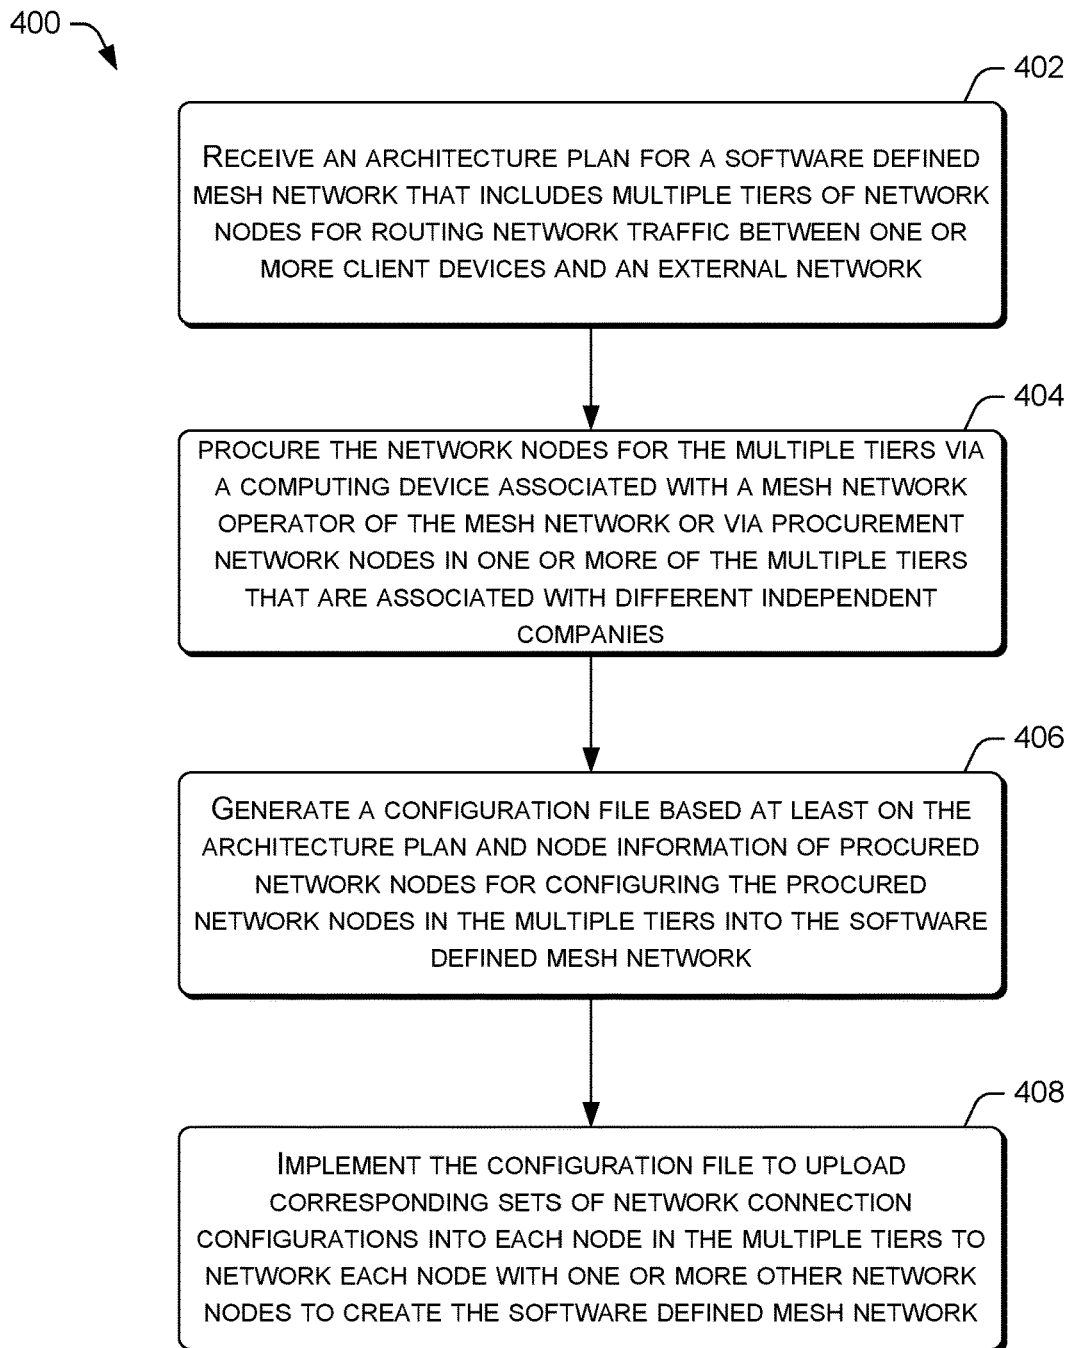 400
402
RECEIVE AN ARCHITECTURE PLAN FOR A SOFTWARE DEFINED
MESH NETWORK THAT INCLUDES MULTIPLE TIERS OF NETWORK
NODES FOR ROUTING NETWORK TRAFFIC BETWEEN ONE OR
MORE CLIENT DEVICES AND AN EXTERNAL NETWORK
404
PROCURE THE NETWORK NODES FOR THE MULTIPLE TIERS VIA
A COMPUTING DEVICE ASSOCIATED WITH A MESH NETWORK
OPERATOR OF THE MESH NETWORK OR VIA PROCUREMENT
NETWORK NODES IN ONE OR MORE OF THE MULTIPLE TIERS
THAT ARE ASSOCIATED WITH DIFFERENT INDEPENDENT
COMPANIES
406
GENERATE A CONFIGURATION FILE BASED AT LEAST ON THE
ARCHITECTURE PLAN AND NODE INFORMATION OF PROCURED
NETWORK NODES FOR CONFIGURING THE PROCURED
NETWORK NODES IN THE MULTIPLE TIERS INTO THE SOFTWARE
DEFINED MESH NETWORK
408
IMPLEMENT THE CONFIGURATION FILE TO UPLOAD
CORRESPONDING SETS OF NETWORK CONNECTION
CONFIGURATIONS INTO EACH NODE IN THE MULTIPLE TIERS TO
NETWORK EACH NODE WITH ONE OR MORE OTHER NETWORK
NODES TO CREATE THE SOFTWARE DEFINED MESH NETWORK